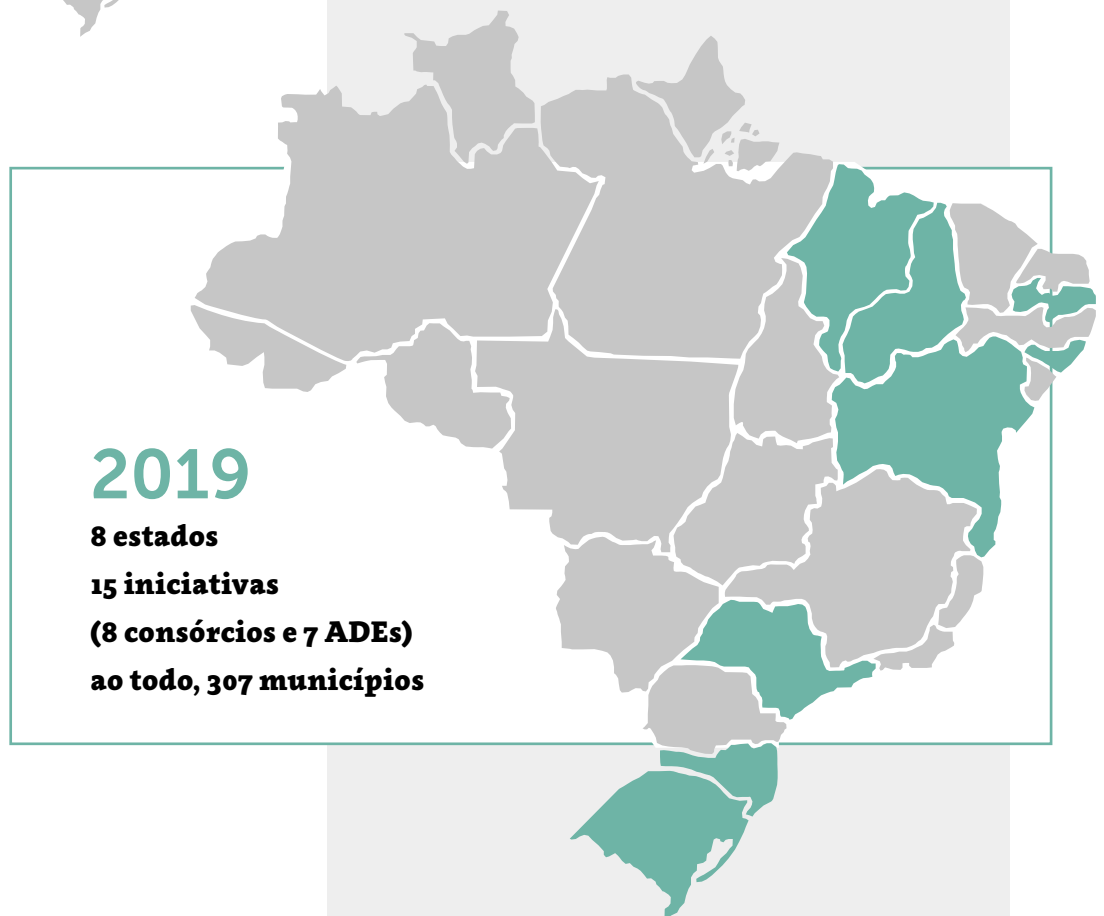 2019
8 estados
15 iniciativas
(8 consórcios e 7 ADEs)
ao todo, 307 municípios